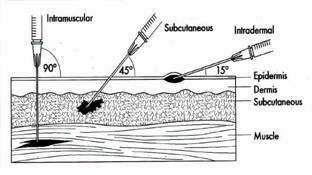 Intramuscular
Subcutaneous
Intradermal
90°
45°
15°
Epidermis
Dermis
Subcutaneous
Muscle